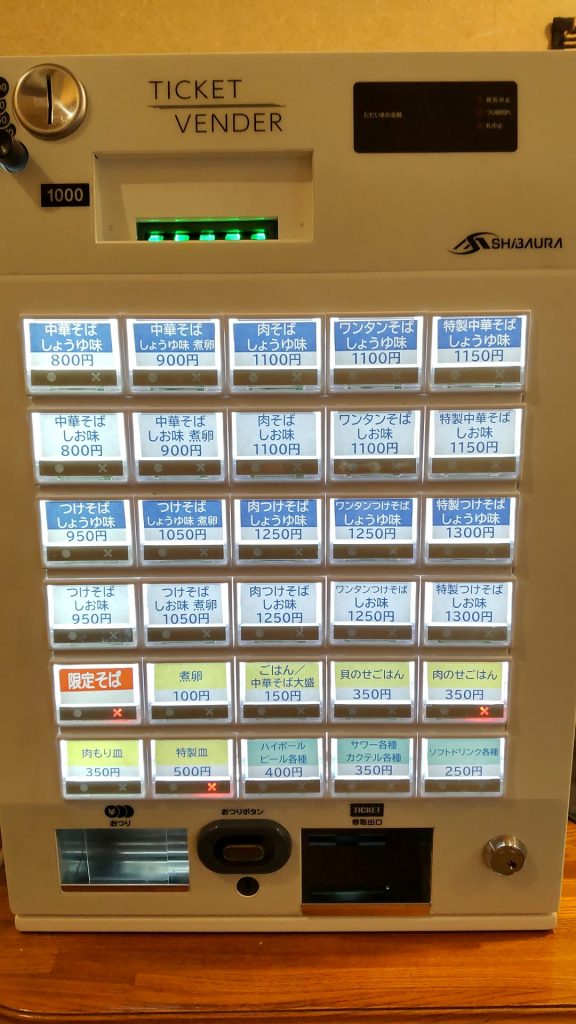 TICKET
VENDER
ただいまの金額
発売中止
つり銭切れ
札中止
1000
SHIBAURA
中華そば
しょうゆ味
800円
中華そば
しょうゆ味 煮卵
900円
肉そば
しょうゆ味
1100円
ワンタンそば
しょうゆ味
1100円
特製中華そば
しょうゆ味
1150円
中華そば
しお味
800円
中華そば
しお味 煮卵
900円
肉そば
しお味
1100円
ワンタンそば
しお味
1100円
特製中華そば
しお味
1150円
つけそば
しょうゆ味
950円
つけそば
しょうゆ味 煮卵
1050円
肉つけそば
しょうゆ味
1250円
ワンタンつけそば
しょうゆ味
1250円
特製つけそば
しょうゆ味
1300円
つけそば
しお味
950円
つけそば
しお味 煮卵
1050円
肉つけそば
しお味
1250円
ワンタンつけそば
しお味
1250円
特製つけそば
しお味
1300円
限定そば
煮卵
100円
ごはん/
中華そば大盛
150円
貝のせごはん
350円
肉のせごはん
350円
肉もり皿
350円
特製皿
500円
ハイボール
ビール各種
400円
サワー各種
カクテル各種
350円
ソフトドリンク各種
250円
おつり
おつりボタン
TICKET
券取出口